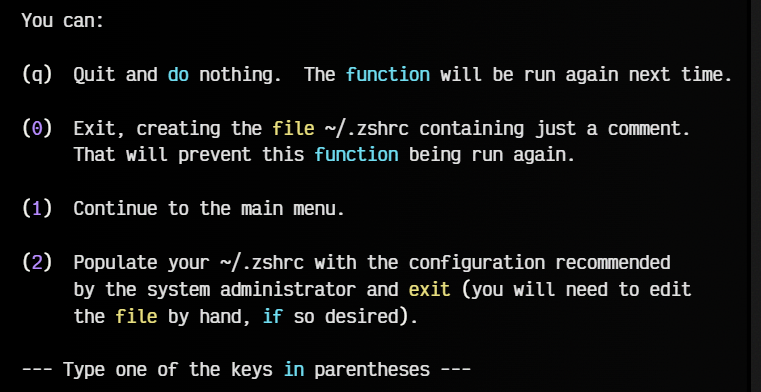 You can:
(q)  Quit and do nothing.  The function will be run again next time.
(0)  Exit, creating the file ~/.zshrc containing just a comment.
That will prevent this function being run again.
(1)  Continue to the main menu.
(2)  Populate your ~/.zshrc with the configuration recommended
by the system administrator and exit (you will need to edit
the file by hand, if so desired).
--- Type one of the keys in parentheses ---